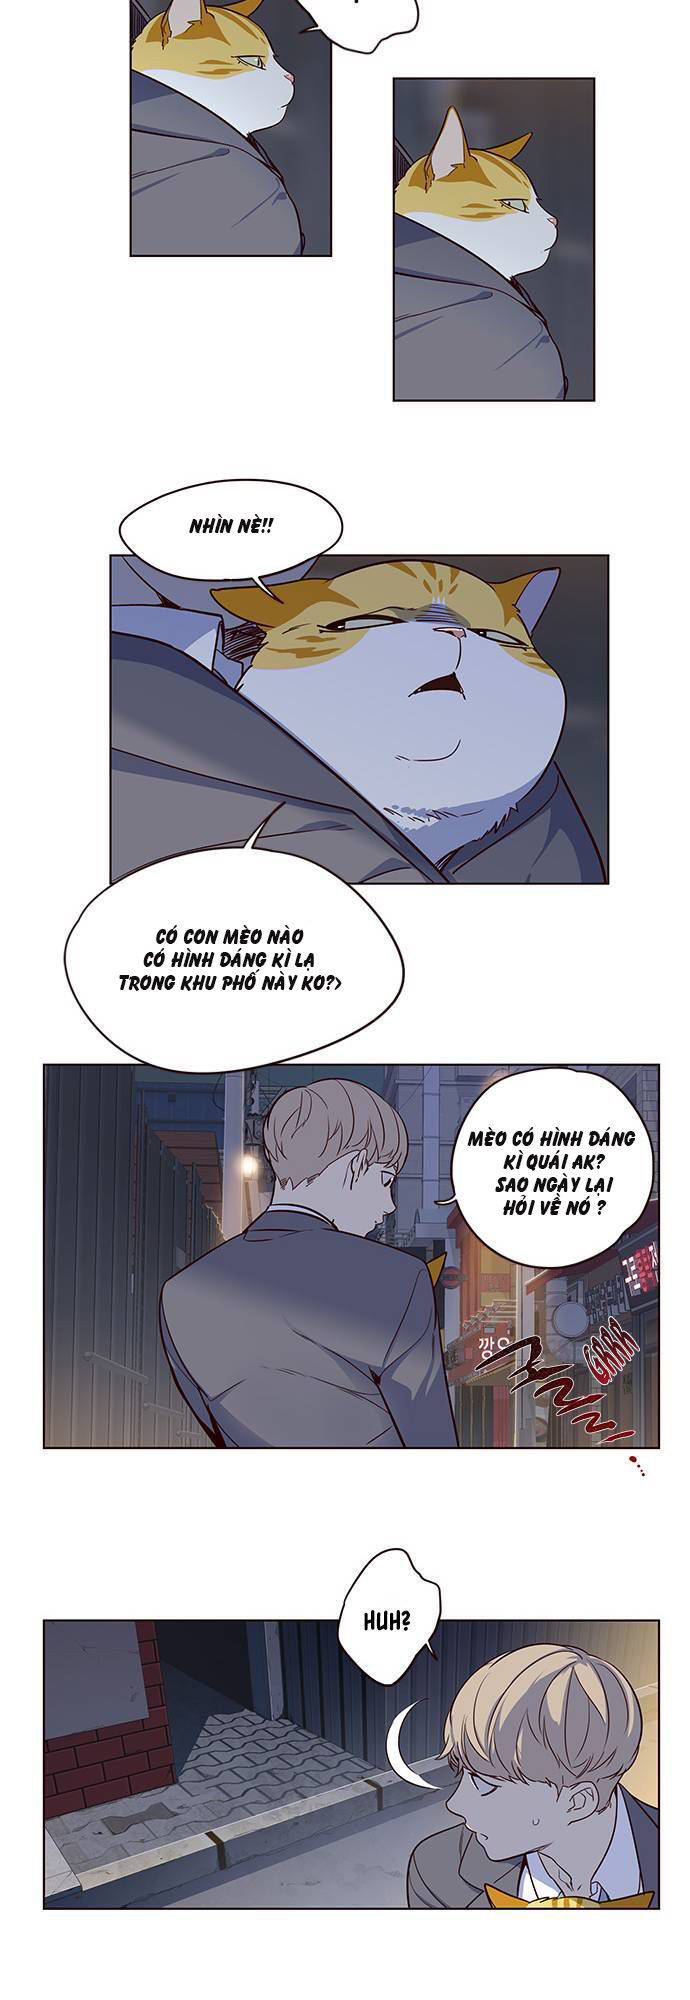 NHÌN NÈ!!
CÓ CON MÈO NÀO
CÓ HÌNH DÁNG KÌ LẠ
TRONG KHU PHỐ NÀY KO?>
MÈO CÓ HÌNH DÁNG
KÌ QUÁI AK?
SAO NGÀY LẠI
HỎI VỀ NÓ ?
깡
GRRR
HUH?